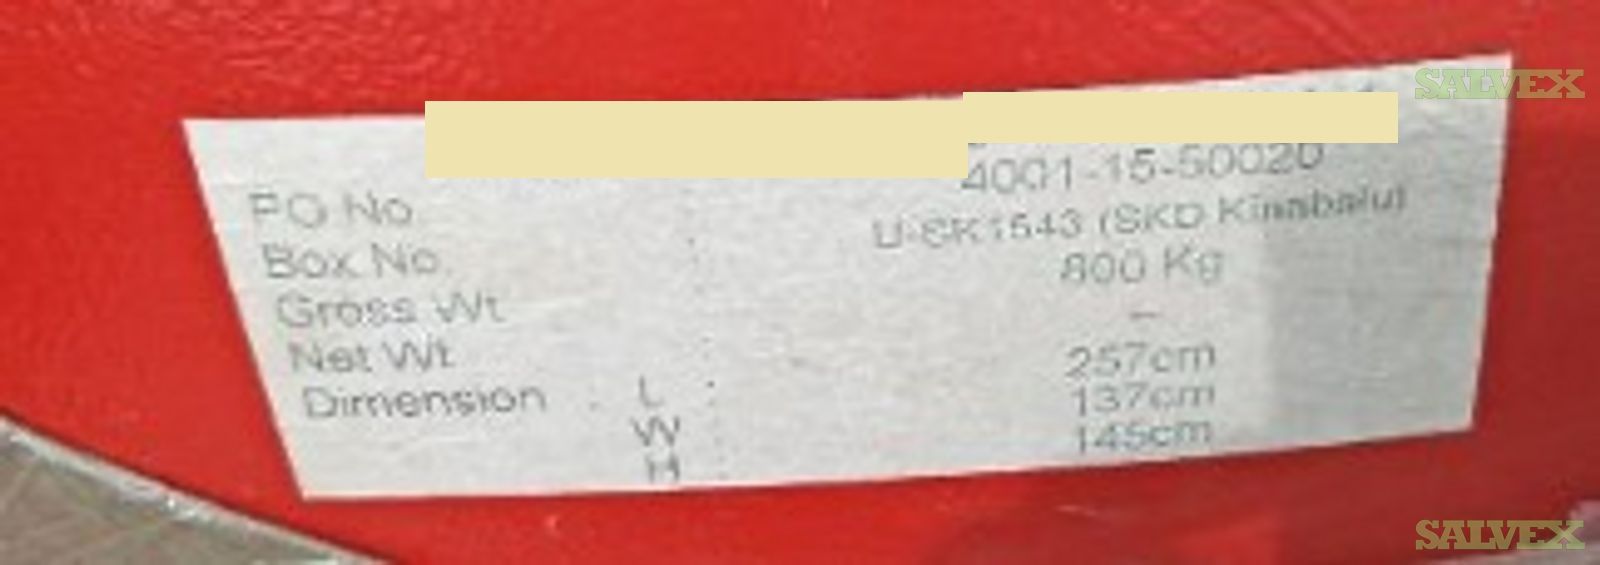 SALVEX
PO No. 4001-15-50020
Box No. : U-SK1543 (SKD Kinabalu)
Gross Wt : 800 Kg
Net Wt : –
Dimension : L : 257cm
W : 137cm
H : 145cm
SALVEX